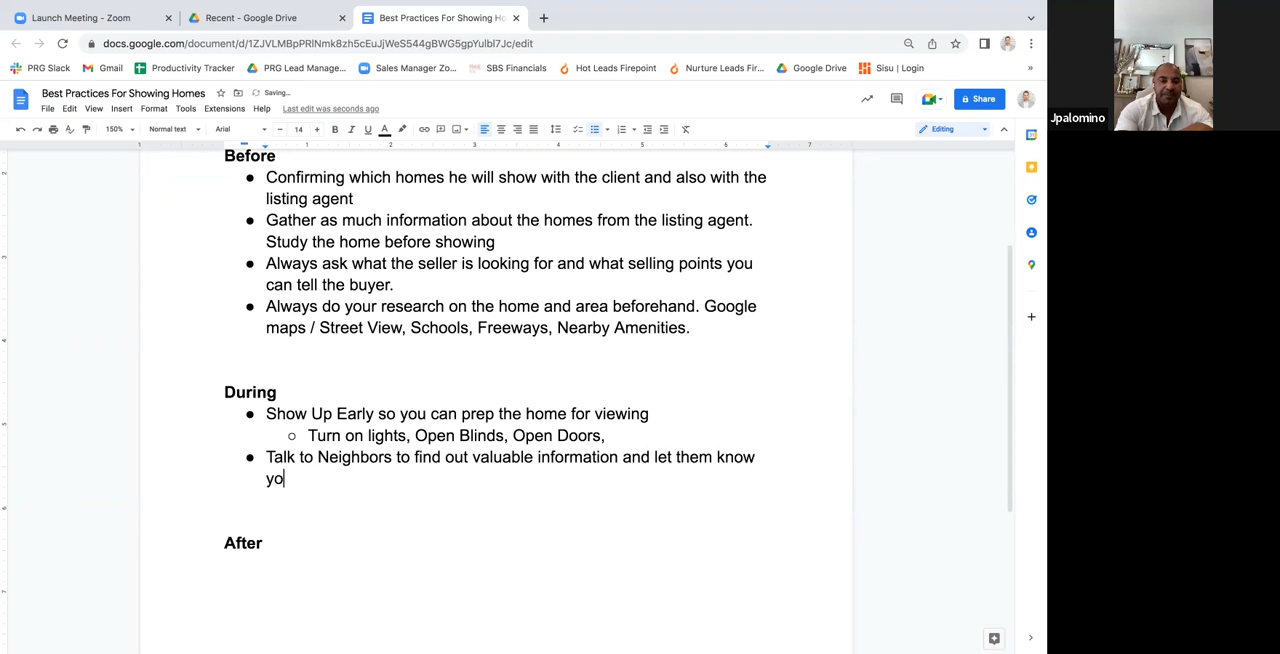 Launch Meeting - Zoom
Recent - Google Drive
Best Practices For Showing Ho
docs.google.com/document/d/1ZJVLMBpPRlNmk8zh5cEuJjWeS544gBWG5gpYulbl7Jc/edit
PRG Slack
Gmail
Productivity Tracker
PRG Lead Manage...
Sales Manager Zo...
SBS Financials
Hot Leads Firepoint
Nurture Leads Fir...
Google Drive
Sisu | Login
Best Practices For Showing Homes
Saving...
File Edit View Insert Format Tools Extensions Help Last edit was seconds ago
Share
150% Normal text Arial 14 Editing
Before
● Confirming which homes he will show with the client and also with the
listing agent
● Gather as much information about the homes from the listing agent.
Study the home before showing
● Always ask what the seller is looking for and what selling points you
can tell the buyer.
● Always do your research on the home and area beforehand. Google
maps / Street View, Schools, Freeways, Nearby Amenities.
During
● Show Up Early so you can prep the home for viewing
○ Turn on lights, Open Blinds, Open Doors,
● Talk to Neighbors to find out valuable information and let them know
yo
After
Jpalomino